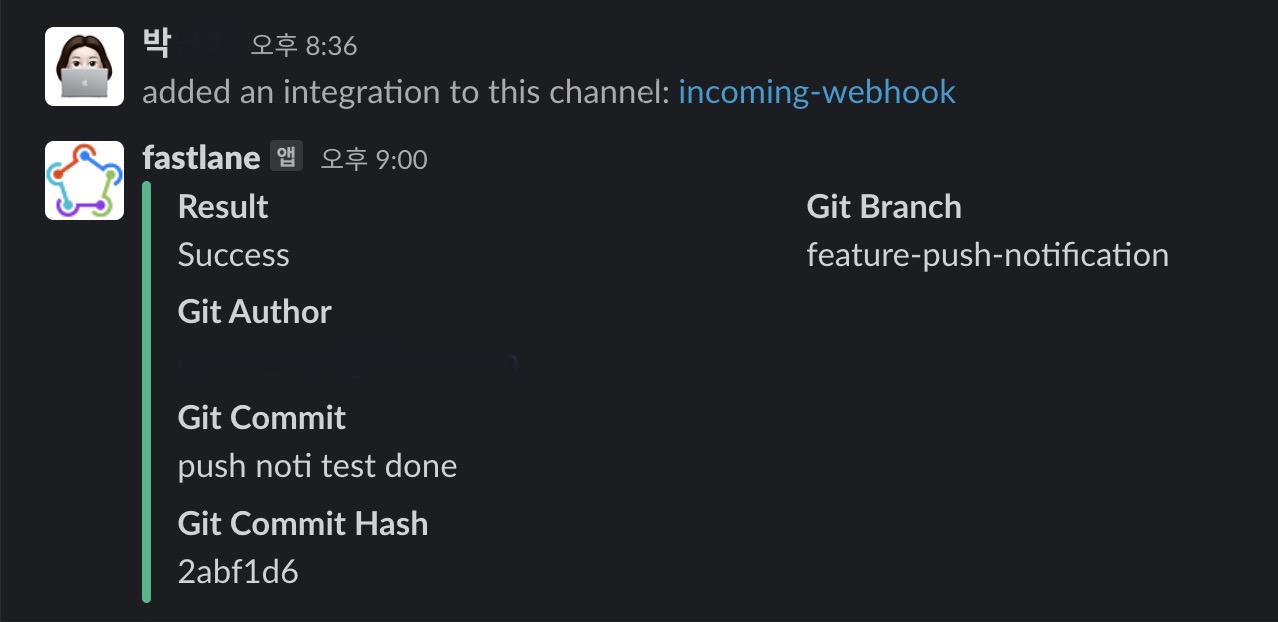 박 오후 8:36
added an integration to this channel: incoming-webhook
fastlane 앱 오후 9:00
Result
Success
Git Branch
feature-push-notification
Git Author
Git Commit
push noti test done
Git Commit Hash
2abf1d6